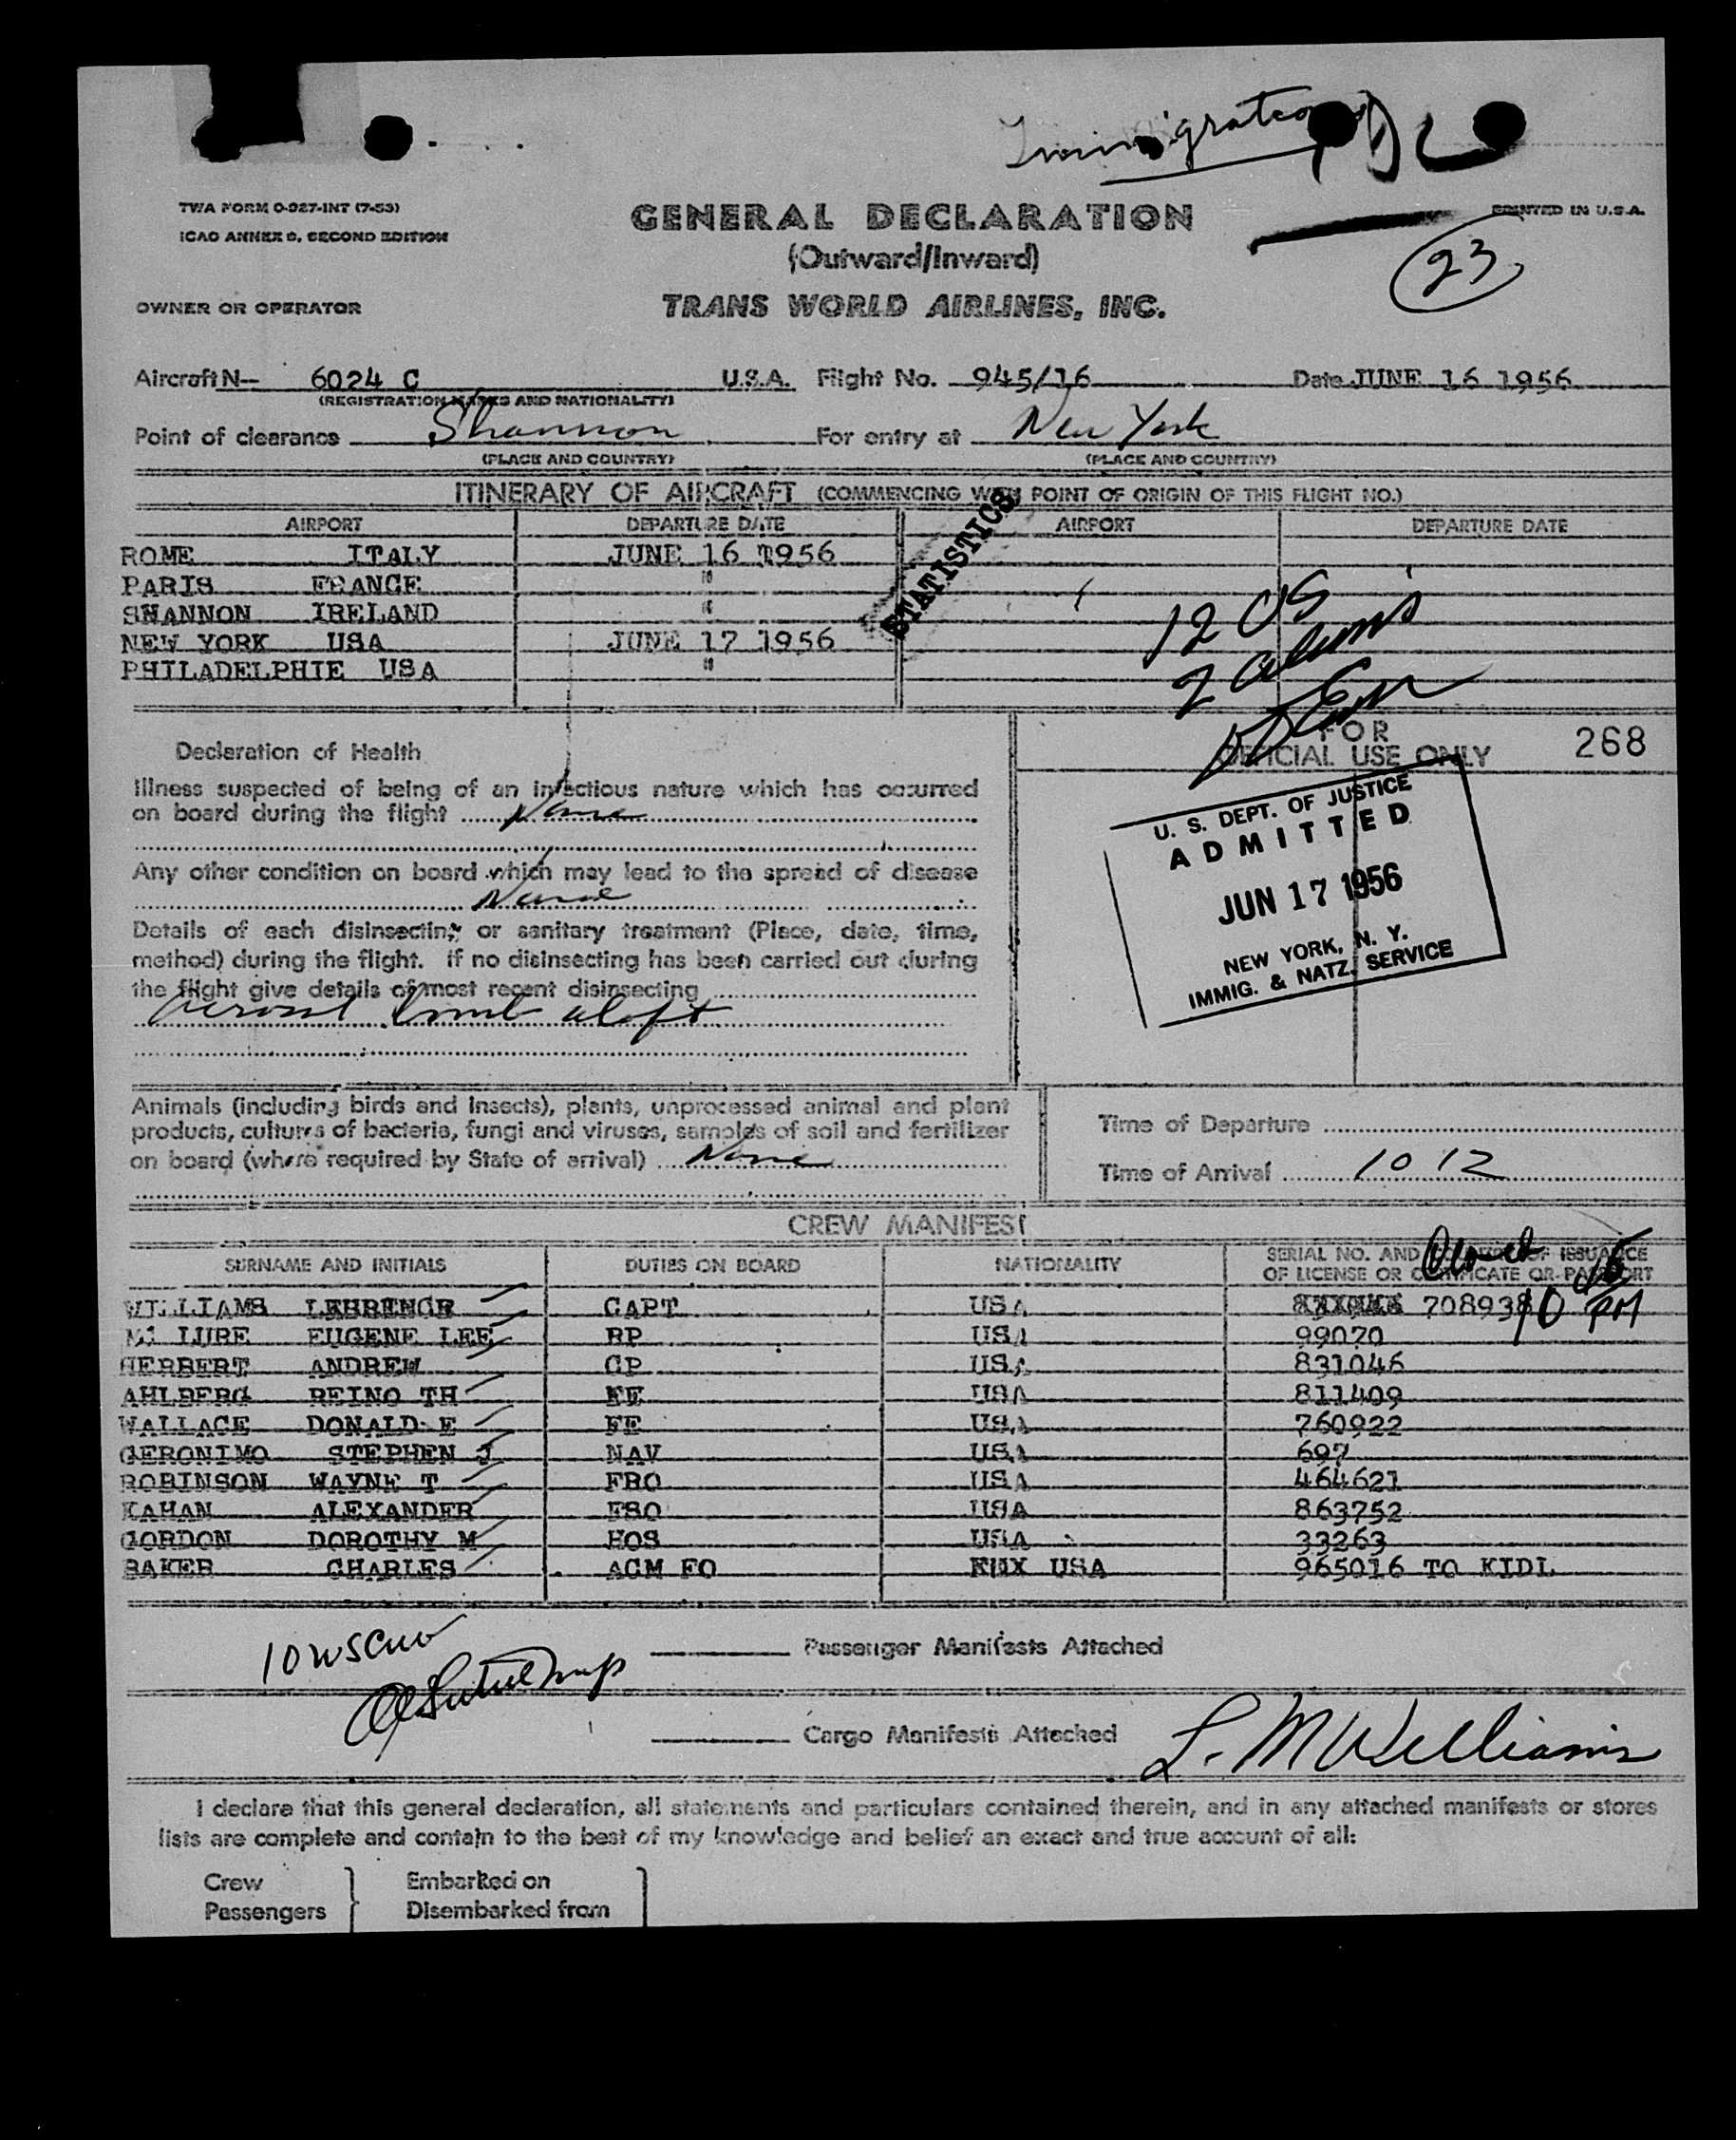 Immigration
TWA FORM O-927-INT (7-53)
ICAO ANNEX 9, SECOND EDITION
GENERAL DECLARATION
PRINTED IN U.S.A.
(Outward/Inward)
23
OWNER OR OPERATOR
TRANS WORLD AIRLINES, INC.
Aircraft N— 6024 C U.S.A. Flight No. 945/16 Date JUNE 16 1956
(REGISTRATION MARKS AND NATIONALITY)
Point of clearance Shannon For entry at New York
(PLACE AND COUNTRY) (PLACE AND COUNTRY)
ITINERARY OF AIRCRAFT (COMMENCING WITH POINT OF ORIGIN OF THIS FLIGHT NO.)
AIRPORT DEPARTURE DATE AIRPORT DEPARTURE DATE
ROME ITALY JUNE 16 1956
PARIS FRANCE "
SHANNON IRELAND "
NEW YORK USA JUNE 17 1956
PHILADELPHIE USA "
STATISTICS
12 US
2 aliens
Declaration of Health
FOR
OFFICIAL USE ONLY 268
Illness suspected of being of an infectious nature which has occurred
on board during the flight None
Any other condition on board which may lead to the spread of disease
None
Details of each disinsecting or sanitary treatment (Place, date, time,
method) during the flight. If no disinsecting has been carried out during
the flight give details of most recent disinsecting
Aerosol bomb aloft
U. S. DEPT. OF JUSTICE
ADMITTED
JUN 17 1956
NEW YORK, N. Y.
IMMIG. & NATZ. SERVICE
Animals (including birds and insects), plants, unprocessed animal and plant
products, cultures of bacteria, fungi and viruses, samples of soil and fertilizer
on board (where required by State of arrival) None
Time of Departure
Time of Arrival 10 12
CREW MANIFEST
SURNAME AND INITIALS DUTIES ON BOARD NATIONALITY SERIAL NO. AND COUNTRY OF ISSUANCE
OF LICENSE OR CERTIFICATE OR PASSPORT
WILLIAMS LEHRENCR CAPT USA 708938
10 PM
MC LURE EUGENE LEE RP USA 99070
HERBERT ANDREW CP USA 831046
AHLBERG REINO TH FE USA 811409
WALLACE DONALD E FE USA 760922
GERONIMO STEPHEN J NAV USA 697
ROBINSON WAYNE T FRO USA 464621
KAHAN ALEXANDER FSO USA 863752
GORDON DOROTHY M HOS USA 33263
BAKER CHARLES ACM FO USA 965016 TO KIDL
Passenger Manifests Attached
Cargo Manifests Attached
L. M Williams
I declare that this general declaration, all statements and particulars contained therein, and in any attached manifests or stores
lists are complete and contain to the best of my knowledge and belief an exact and true account of all:
Crew Embarked on
Passengers Disembarked from